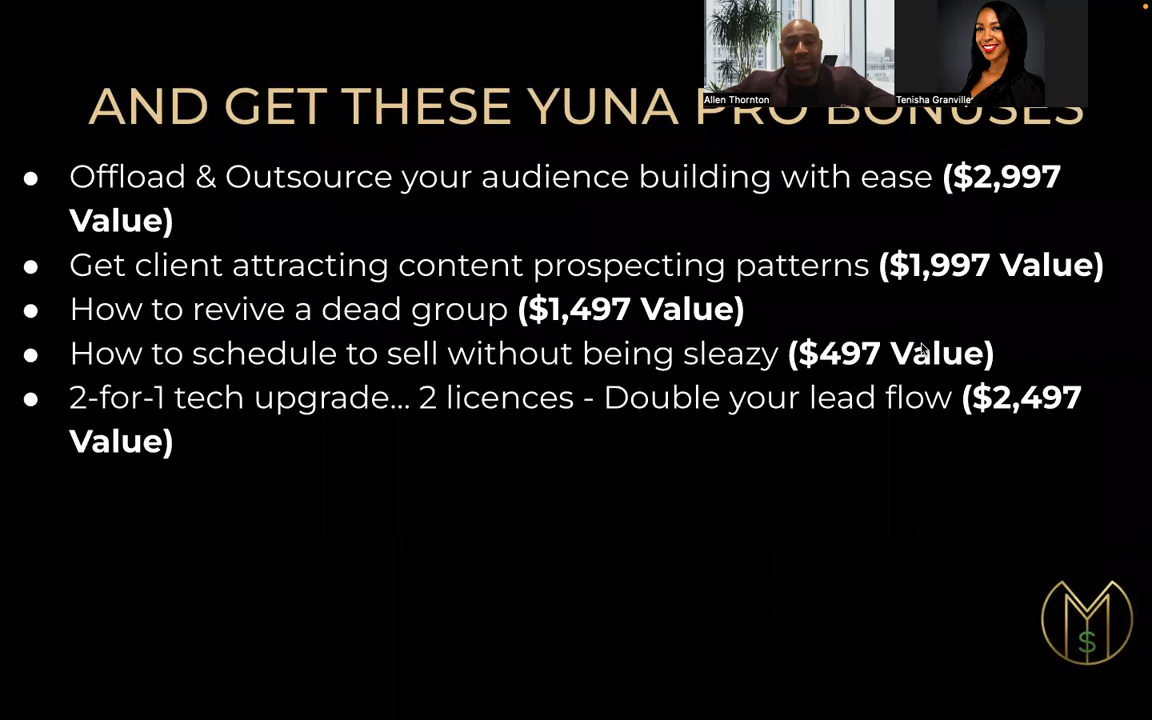 Allen Thornton
Tenisha Granville
AND GET THESE YUNA PRO BONUSES
● Offload & Outsource your audience building with ease ($2,997
Value)
● Get client attracting content prospecting patterns ($1,997 Value)
● How to revive a dead group ($1,497 Value)
● How to schedule to sell without being sleazy ($497 Value)
● 2-for-1 tech upgrade... 2 licences - Double your lead flow ($2,497
Value)
M
$